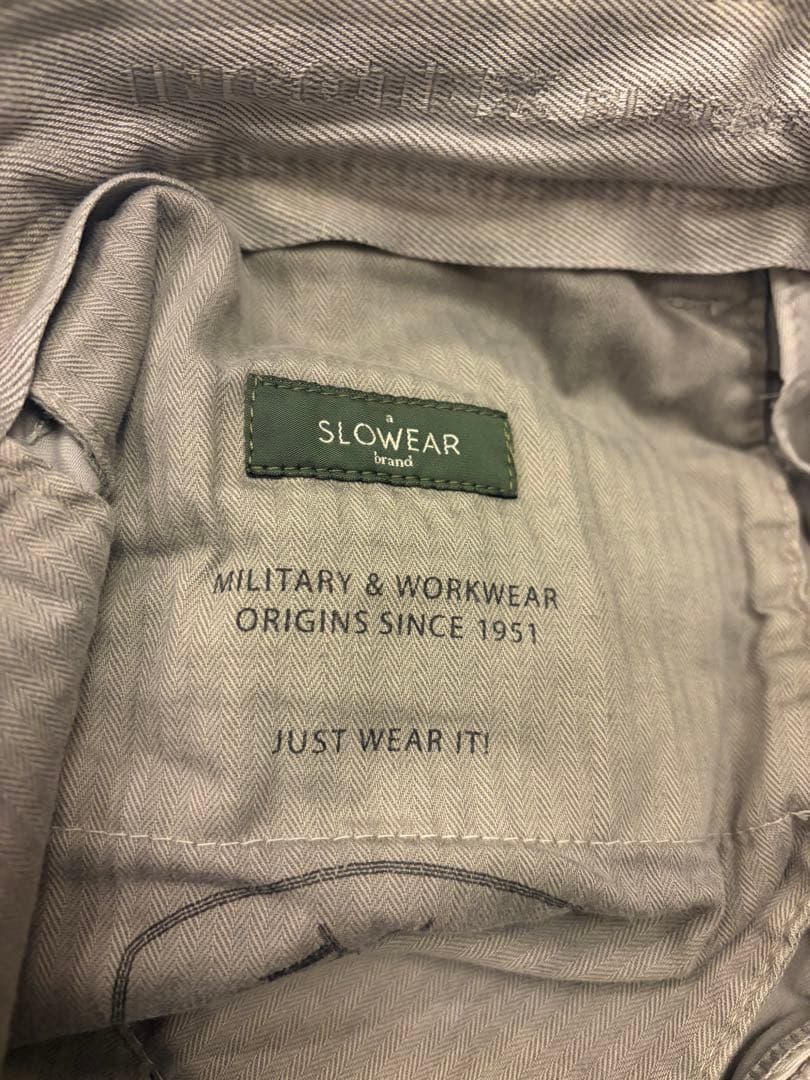 a
SLOWEAR
brand
MILITARY & WORKWEAR
ORIGINS SINCE 1951
JUST WEAR IT!